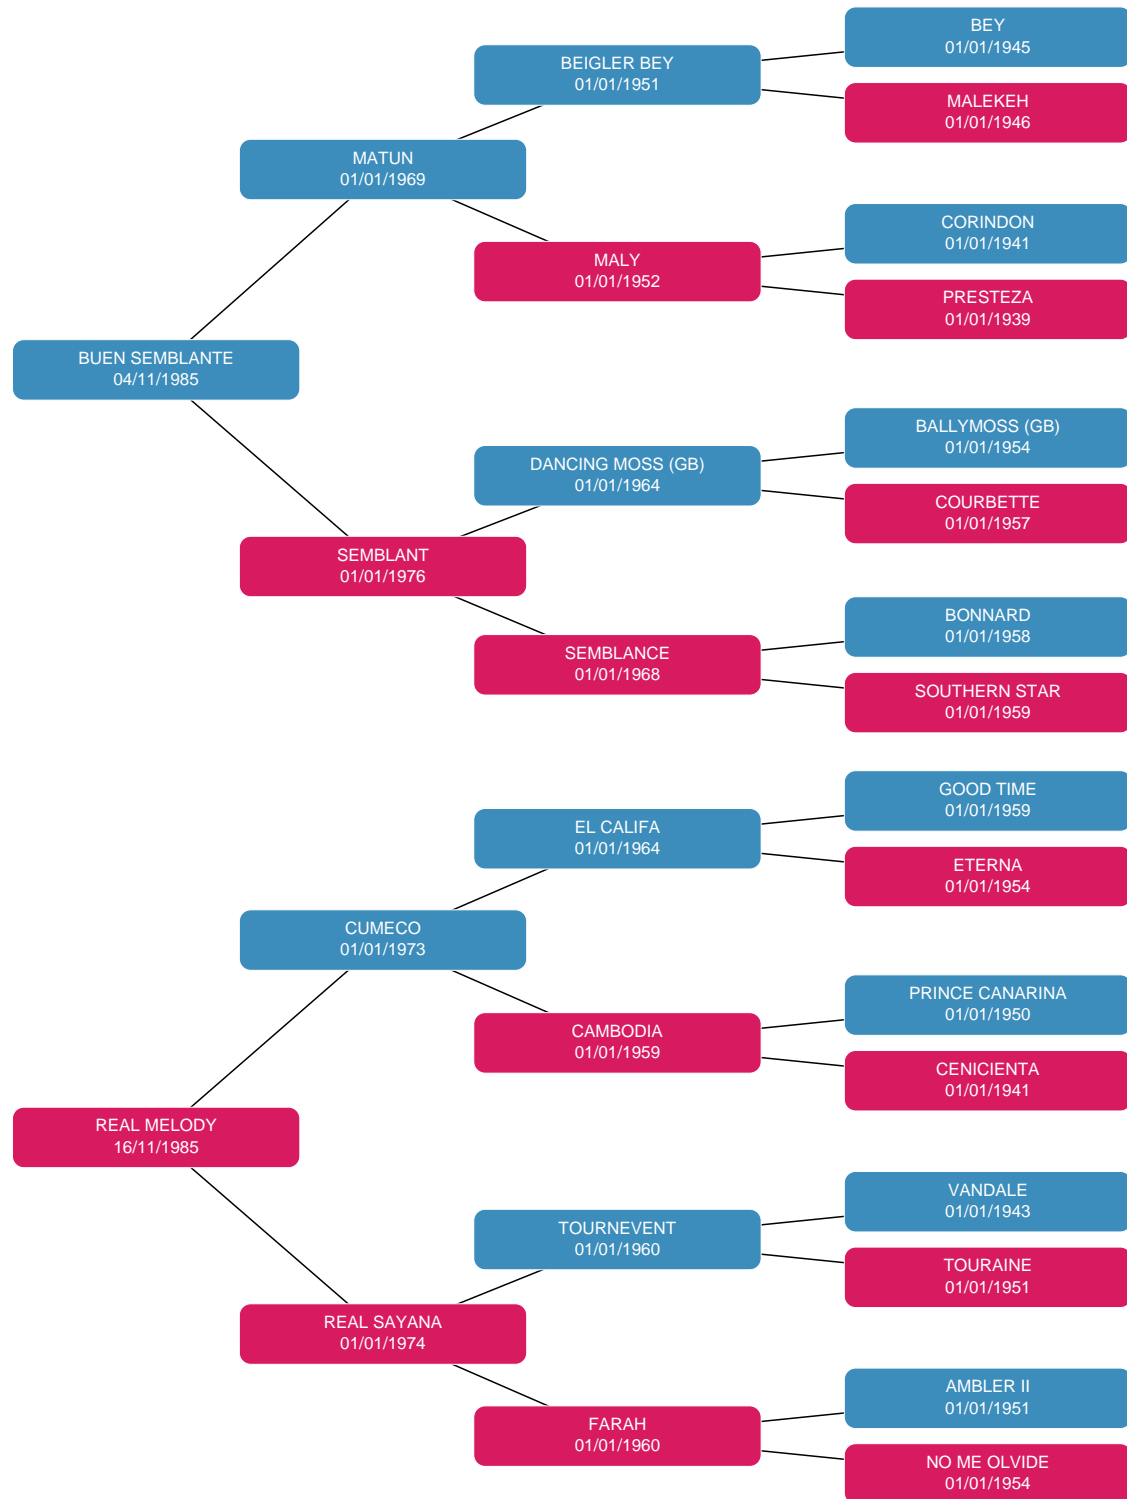 BEY
01/01/1945
BEIGLER BEY
01/01/1951
MALEKEH
01/01/1946
MATUN
01/01/1969
CORINDON
01/01/1941
MALY
01/01/1952
PRESTEZA
01/01/1939
BUEN SEMBLANTE
04/11/1985
BALLYMOSS (GB)
01/01/1954
DANCING MOSS (GB)
01/01/1964
COURBETTE
01/01/1957
SEMBLANT
01/01/1976
BONNARD
01/01/1958
SEMBLANCE
01/01/1968
SOUTHERN STAR
01/01/1959
GOOD TIME
01/01/1959
EL CALIFA
01/01/1964
ETERNA
01/01/1954
CUMECO
01/01/1973
PRINCE CANARINA
01/01/1950
CAMBODIA
01/01/1959
CENICIENTA
01/01/1941
REAL MELODY
16/11/1985
VANDALE
01/01/1943
TOURNEVENT
01/01/1960
TOURAINE
01/01/1951
REAL SAYANA
01/01/1974
AMBLER II
01/01/1951
FARAH
01/01/1960
NO ME OLVIDE
01/01/1954